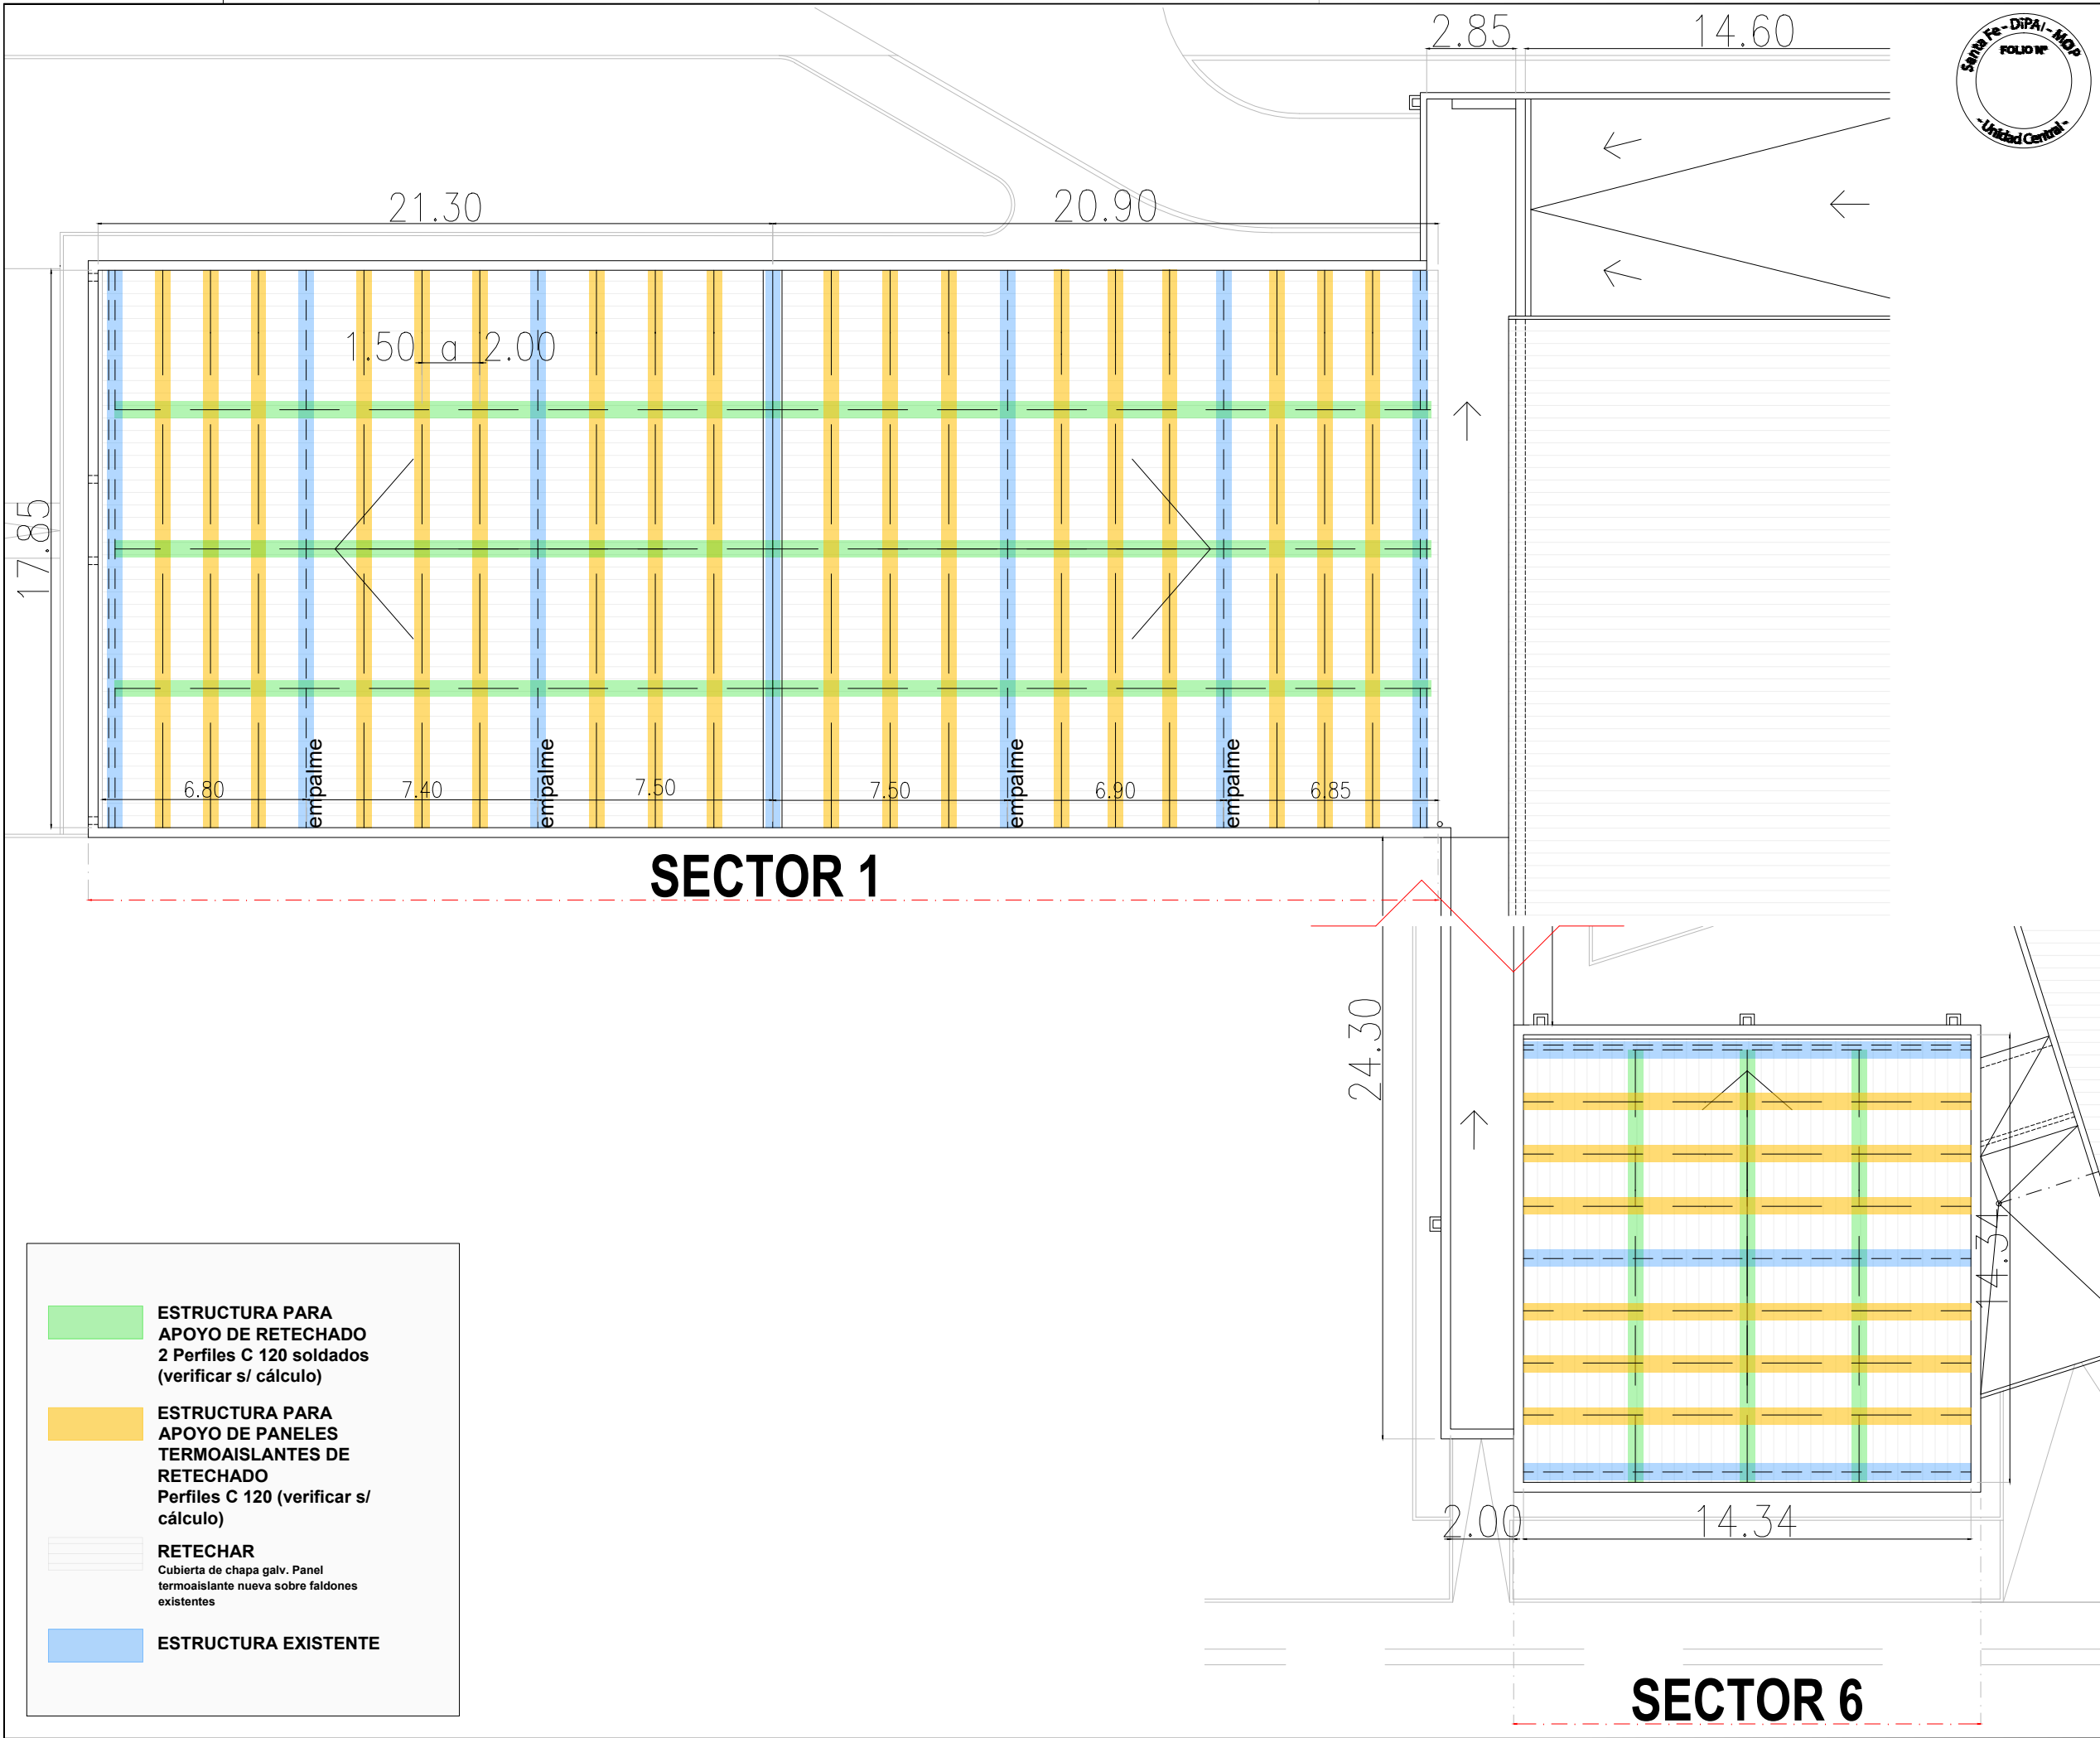 2.85
14.60
Santa Fe - DiPAI - MOP
FOLIO Nº
- Unidad Central -
21.30
20.90
1.50 a 2.00
17.85
6.80
empalme
7.40
empalme
7.50
7.50
empalme
6.90
empalme
6.85
SECTOR 1
24.30
14.34
2.00
14.34
SECTOR 6
ESTRUCTURA PARA
APOYO DE RETECHADO
2 Perfiles C 120 soldados
(verificar s/ cálculo)
ESTRUCTURA PARA
APOYO DE PANELES
TERMOAISLANTES DE
RETECHADO
Perfiles C 120 (verificar s/
cálculo)
RETECHAR
Cubierta de chapa galv. Panel
termoaislante nueva sobre faldones
existentes
ESTRUCTURA EXISTENTE